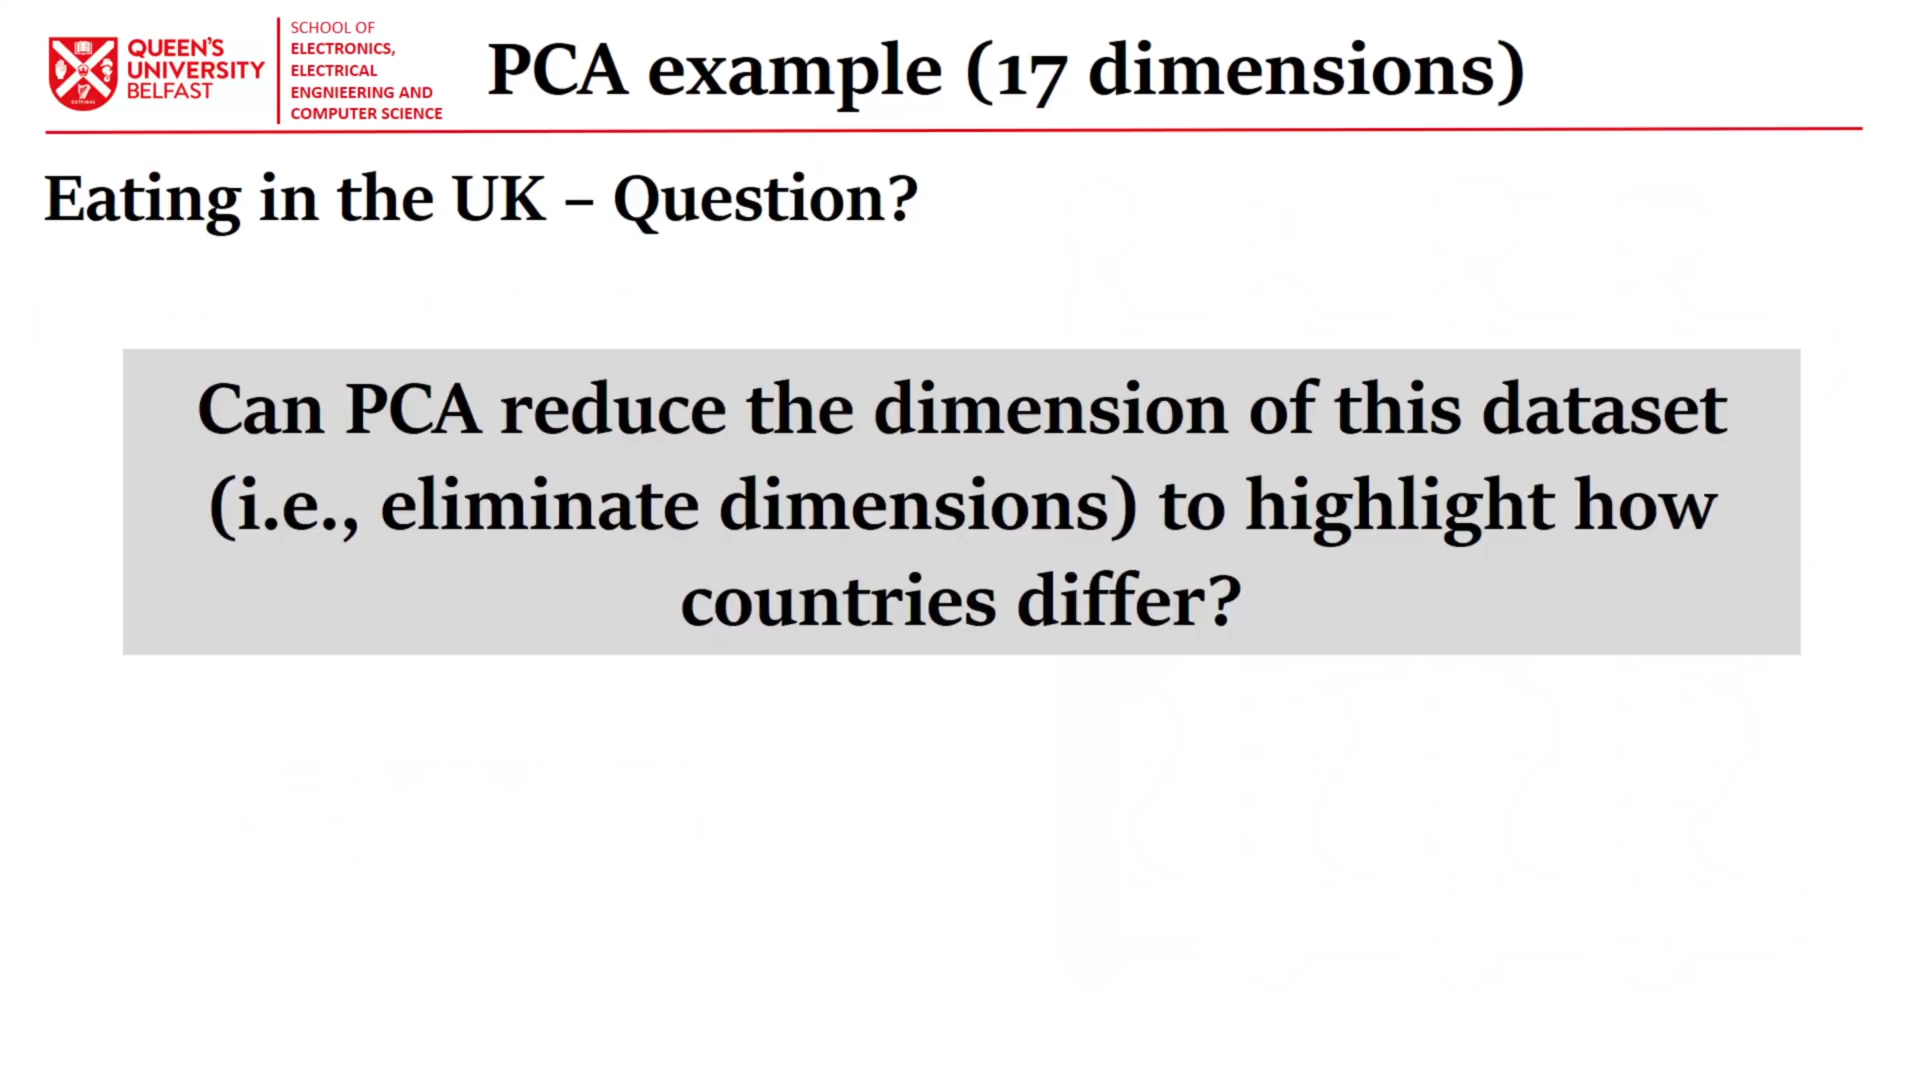 QUEEN'S
UNIVERSITY
BELFAST
SCHOOL OF
ELECTRONICS,
ELECTRICAL
ENGNIEERING AND
COMPUTER SCIENCE
PCA example (17 dimensions)
Eating in the UK – Question?
Can PCA reduce the dimension of this dataset
(i.e., eliminate dimensions) to highlight how
countries differ?